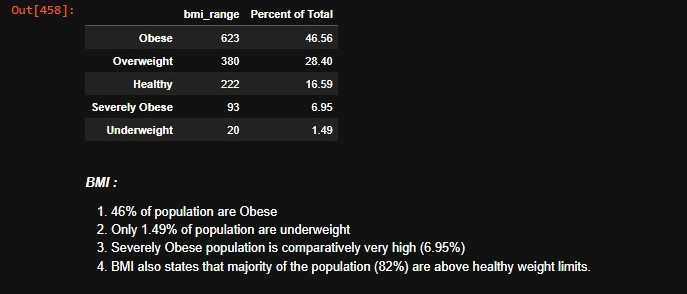 Out[458]:
bmi_range Percent of Total
Obese 623 46.56
Overweight 380 28.40
Healthy 222 16.59
Severely Obese 93 6.95
Underweight 20 1.49
BMI :
1. 46% of population are Obese
2. Only 1.49% of population are underweight
3. Severely Obese population is comparatively very high (6.95%)
4. BMI also states that majority of the population (82%) are above healthy weight limits.